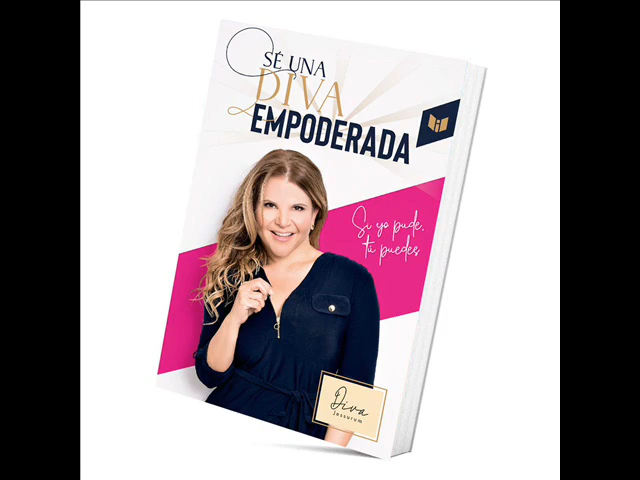 SÉ UNA
DIVA
EMPODERADA
Si yo pude,
tú puedes
Diva
Jessurum